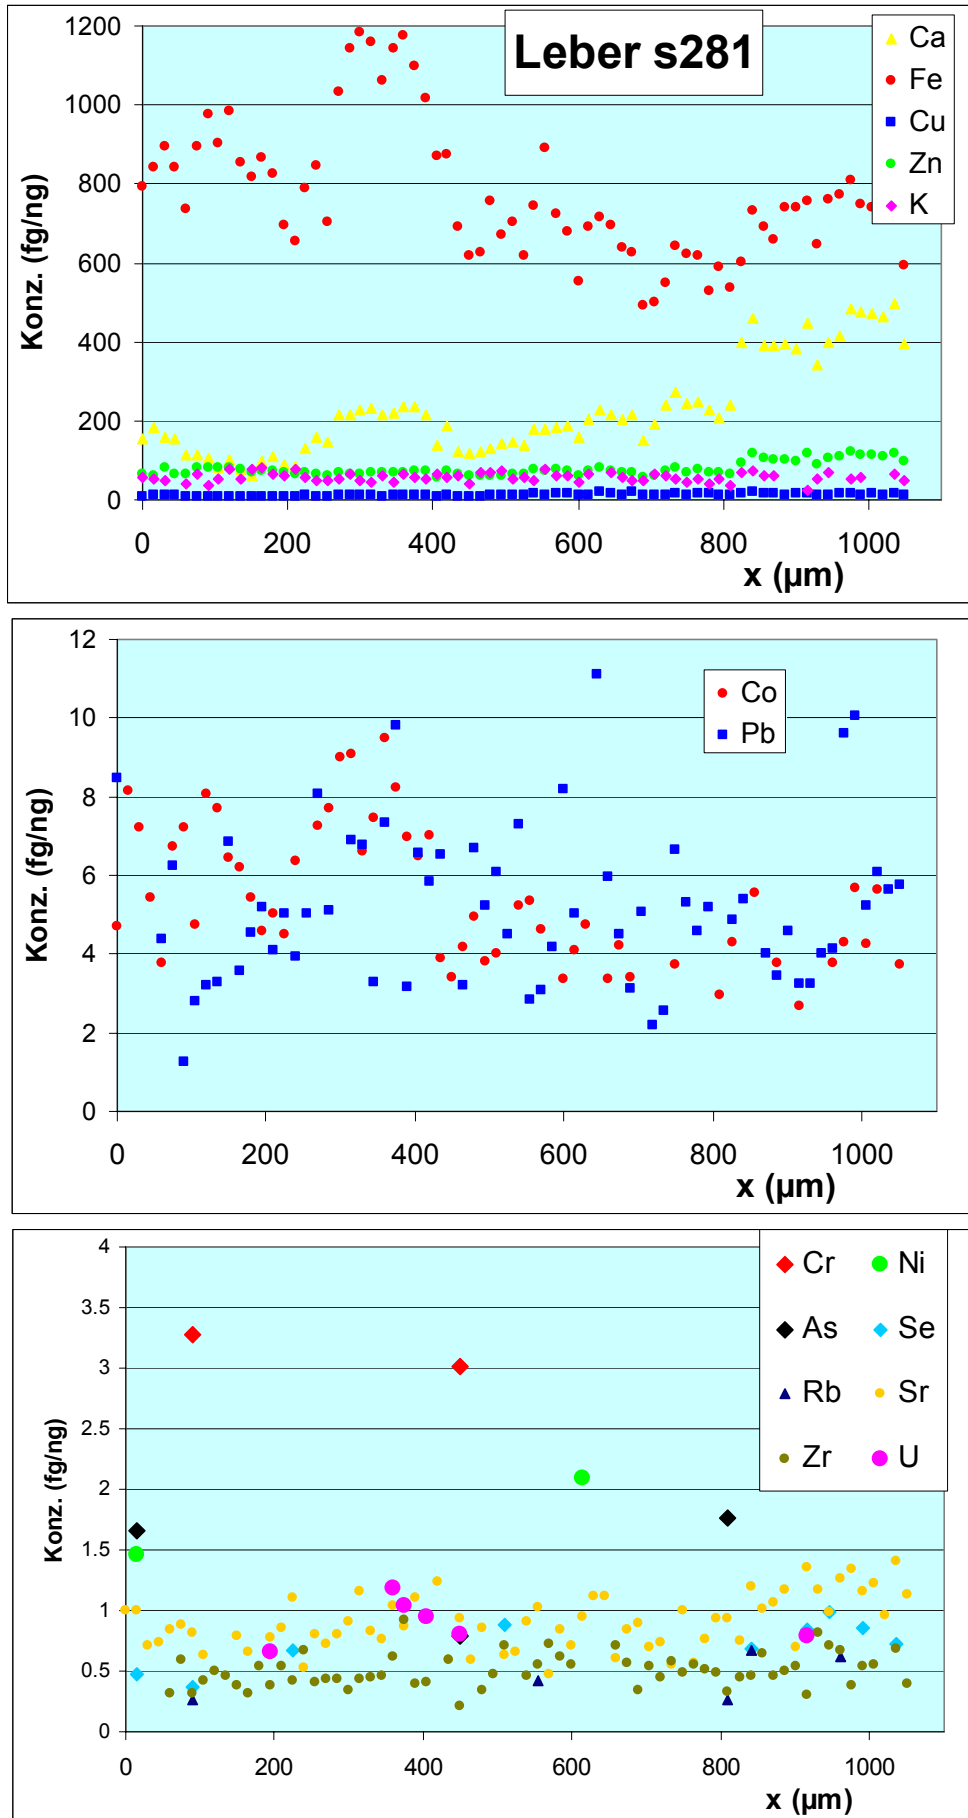 Leber s281
Konz. (fg/ng)
1200
1000
800
600
400
200
0
0 200 400 600 800 1000
x (µm)
Ca
Fe
Cu
Zn
K
Konz. (fg/ng)
12
10
8
6
4
2
0
0 200 400 600 800 1000
x (µm)
Co
Pb
Konz. (fg/ng)
4
3.5
3
2.5
2
1.5
1
0.5
0
0 200 400 600 800 1000
x (µm)
Cr Ni
As Se
Rb Sr
Zr U